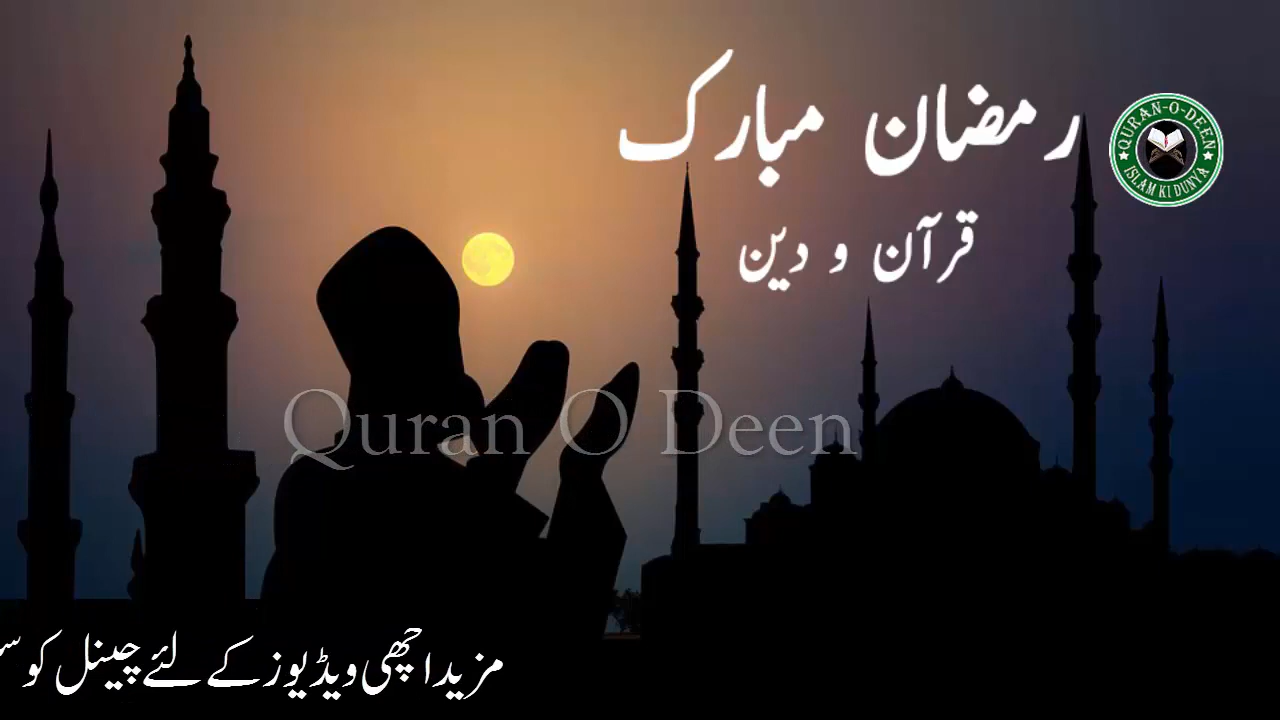 رمضان مبارک
قرآن و دین
QURAN-O-DEEN
ISLAM KI DUNYA
Quran O Deen
مزید اچھی ویڈیوز کے لئے چینل کو